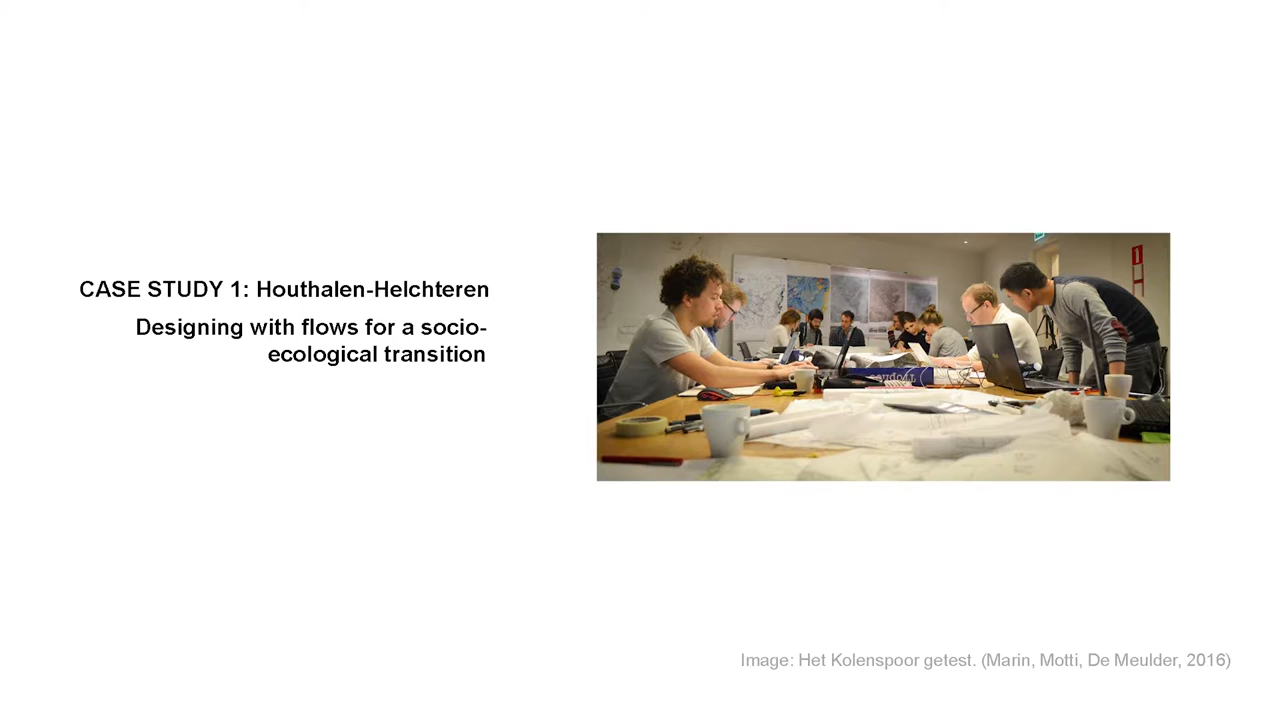 CASE STUDY 1: Houthalen-Helchteren
Designing with flows for a socio-
ecological transition
Image: Het Kolenspoor getest. (Marin, Motti, De Meulder, 2016)